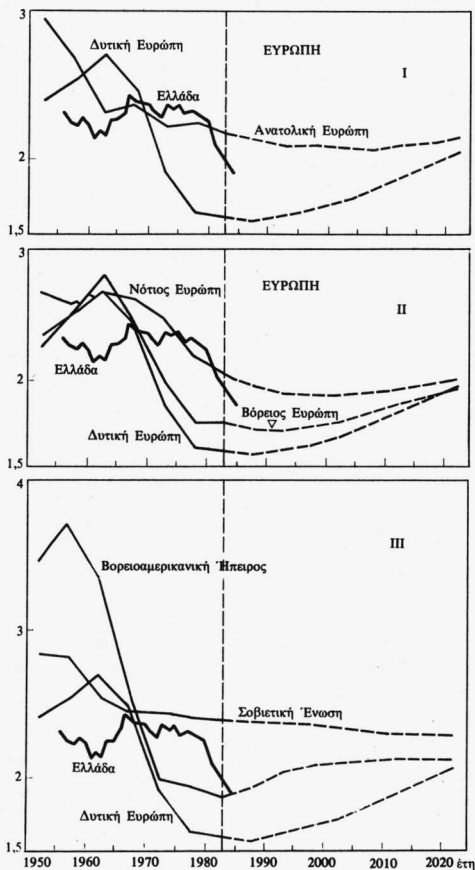 3
Δυτική Ευρώπη
ΕΥΡΩΠΗ
I
2,5
Ελλάδα
Ανατολική Ευρώπη
2
1,5
3
Νότιος Ευρώπη
ΕΥΡΩΠΗ
II
2
Ελλάδα
Βόρειος Ευρώπη
Δυτική Ευρώπη
1,5
4
III
Βορειοαμερικανική Ήπειρος
3
Σοβιετική Ένωση
Ελλάδα
2
Δυτική Ευρώπη
1,5
1950 1960 1970 1980 1990 2000 2010 2020 έτη